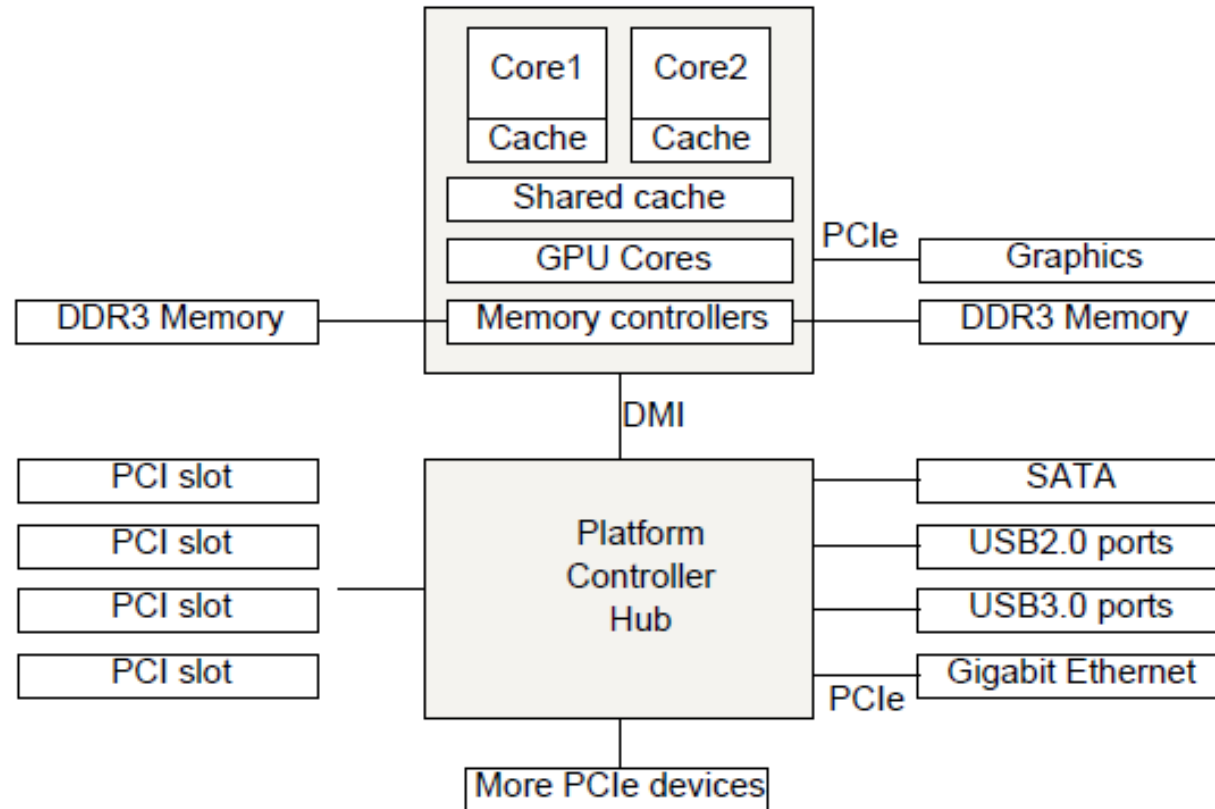 Core1
Core2
Cache
Cache
Shared cache
PCIe
GPU Cores
Graphics
DDR3 Memory
Memory controllers
DDR3 Memory
DMI
PCI slot
SATA
PCI slot
Platform
USB2.0 ports
Controller
PCI slot
Hub
USB3.0 ports
PCI slot
Gigabit Ethernet
PCIe
More PCIe devices